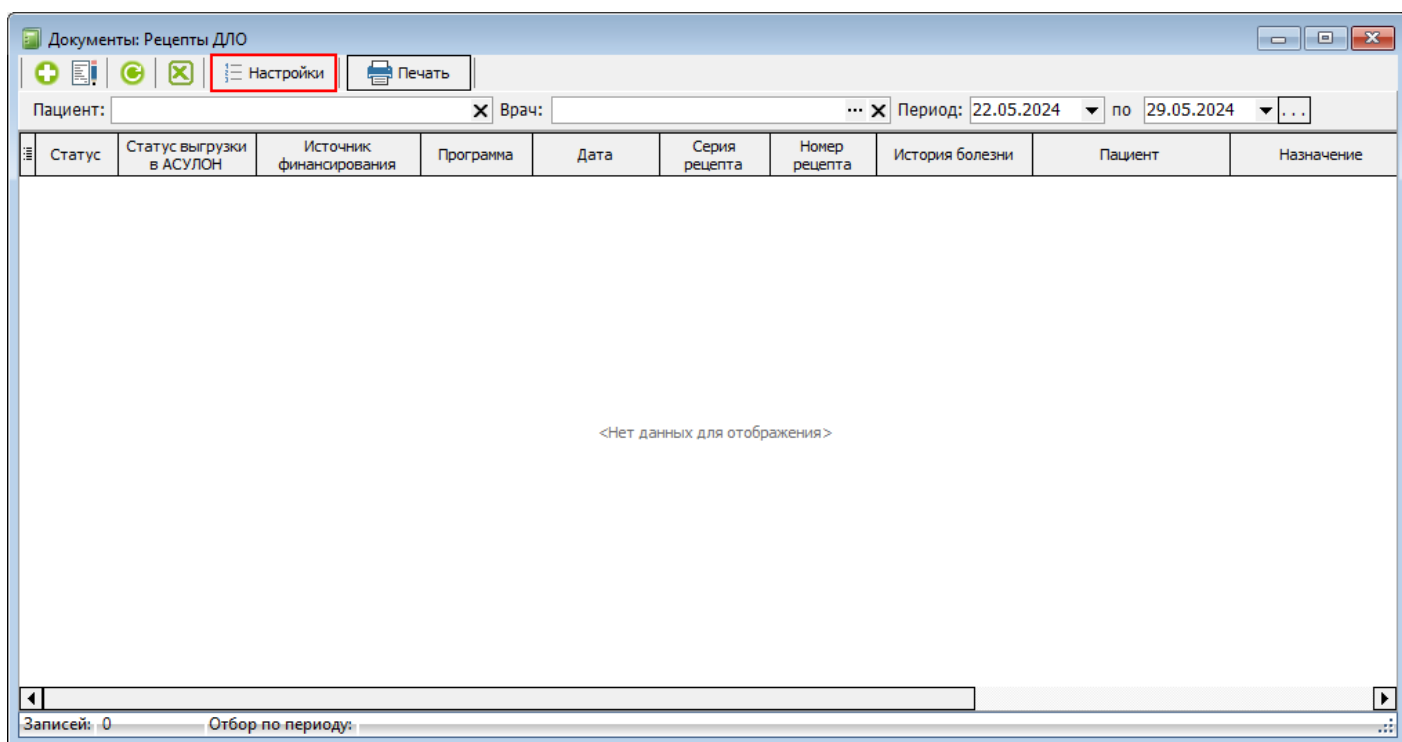 Документы: Рецепты ДЛО
Настройки Печать
Пациент: Врач: ... Период: 22.05.2024 по 29.05.2024 ...
Статус Статус выгрузки в АСУЛОН Источник финансирования Программа Дата Серия рецепта Номер рецепта История болезни Пациент Назначение
<Нет данных для отображения>
Записей: 0 Отбор по периоду: